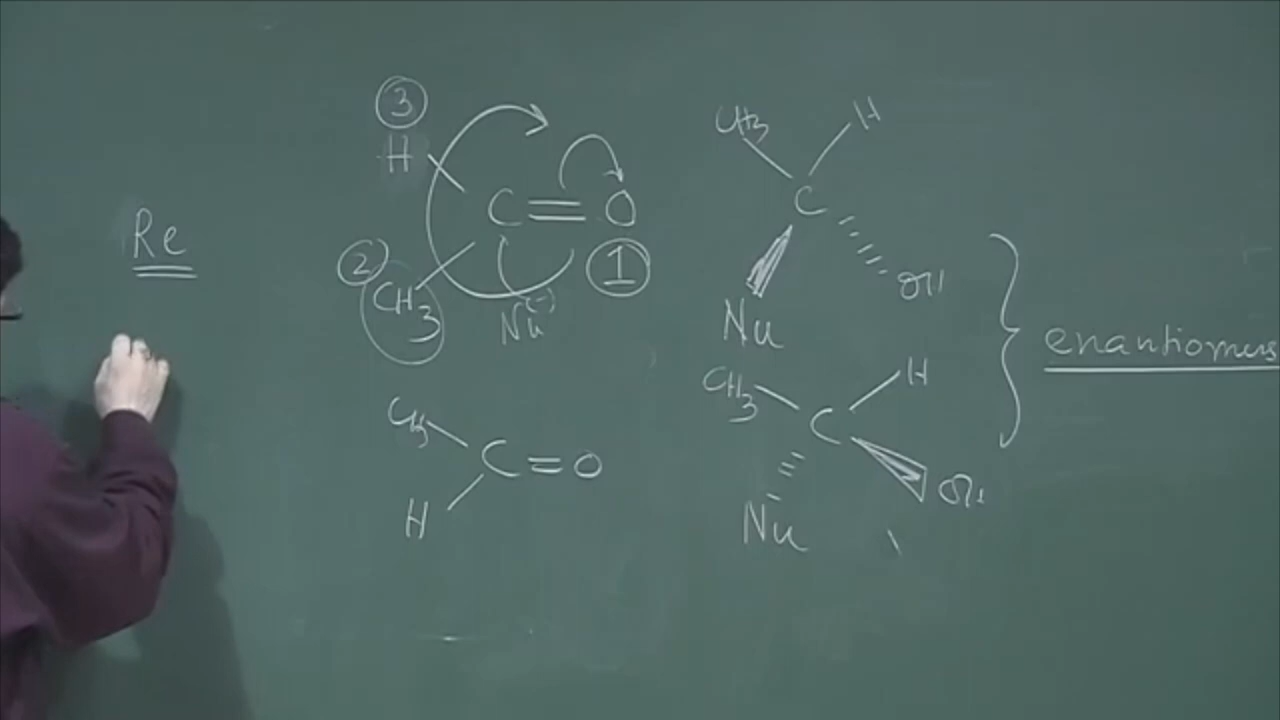 Re
3
H
C = O
2
1
CH3
Nu(-)
CH3
C = O
H
CH3 H
C
OH
Nu
CH3 H
C
OH
Nu
enantiomers